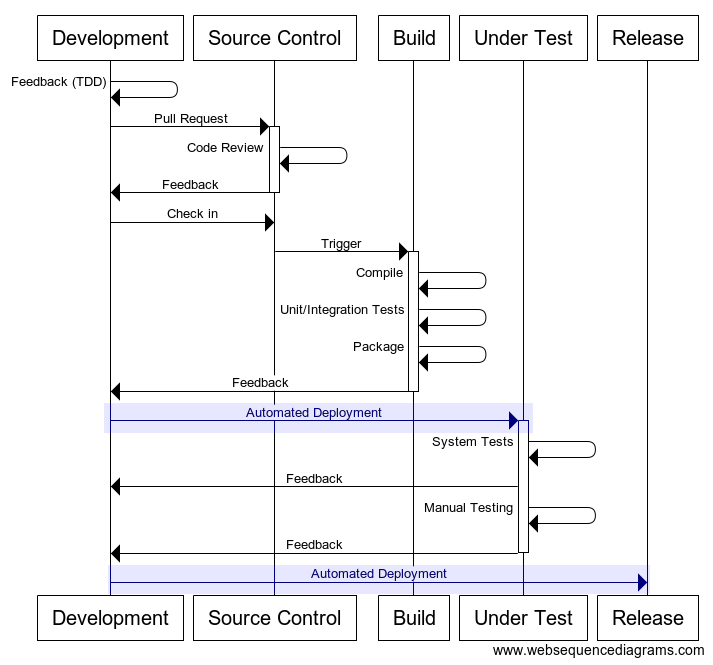 Development
Source Control
Build
Under Test
Release
Feedback (TDD)
Pull Request
Code Review
Feedback
Check in
Trigger
Compile
Unit/Integration Tests
Package
Feedback
Automated Deployment
System Tests
Feedback
Manual Testing
Feedback
Automated Deployment
Development
Source Control
Build
Under Test
Release
www.websequencediagrams.com